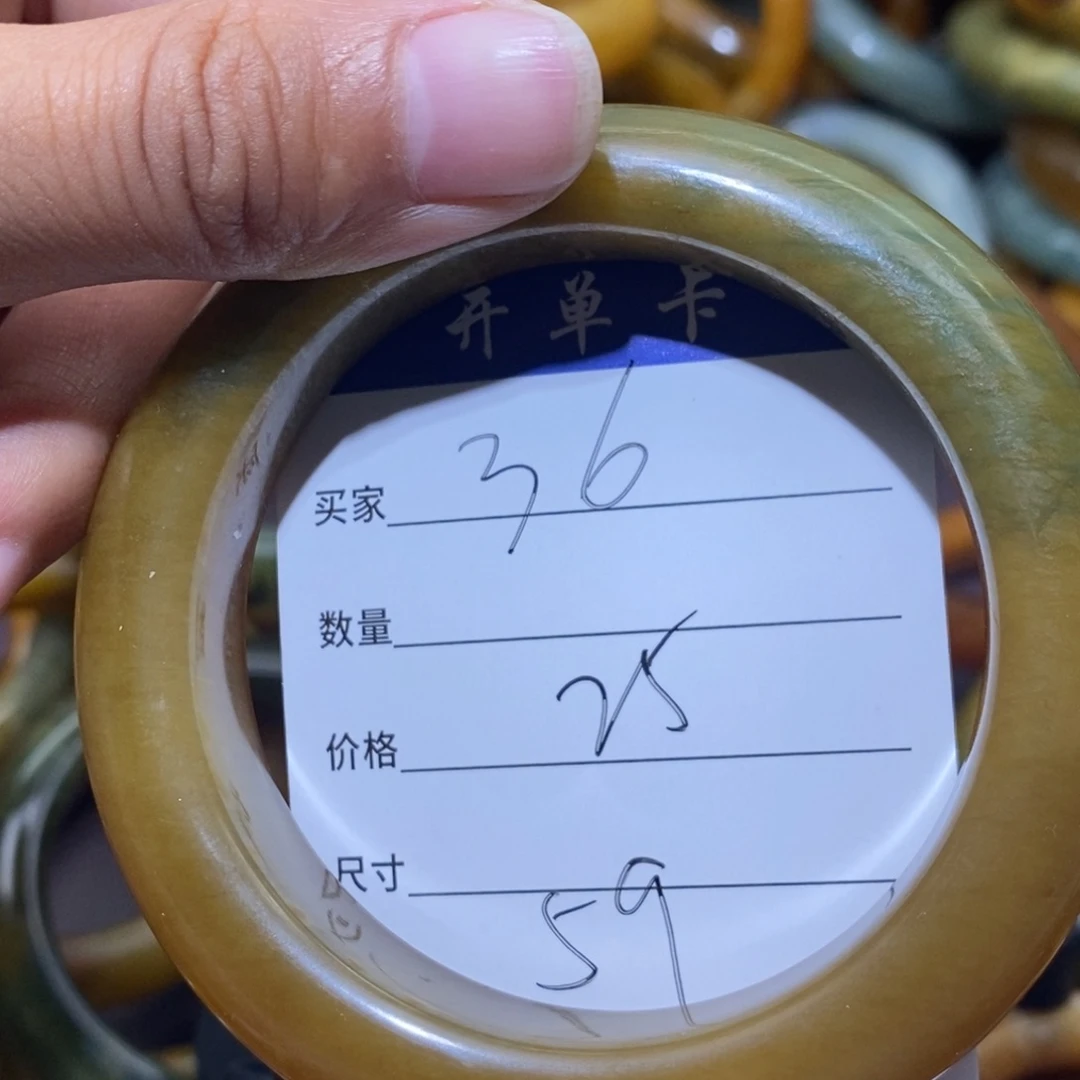 开单卡
买家 36
数量
价格 25
尺寸 59